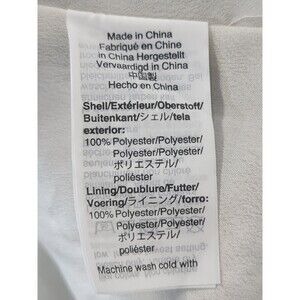 Made in China
Fabriqué en Chine
in China Hergestellt
Vervaardigd in China
中国製
Hecho en China
Shell/Extérieur/Oberstoff/
Buitenkant/シェル/tela
exterior:
100% Polyester/Polyester/
Polyester/Polyester/
ポリエステル/
poliéster
Lining/Doublure/Futter/
Voering/ライニング/forro:
100% Polyester/Polyester/
Polyester/Polyester/
ポリエステル/
poliéster
Machine wash cold with